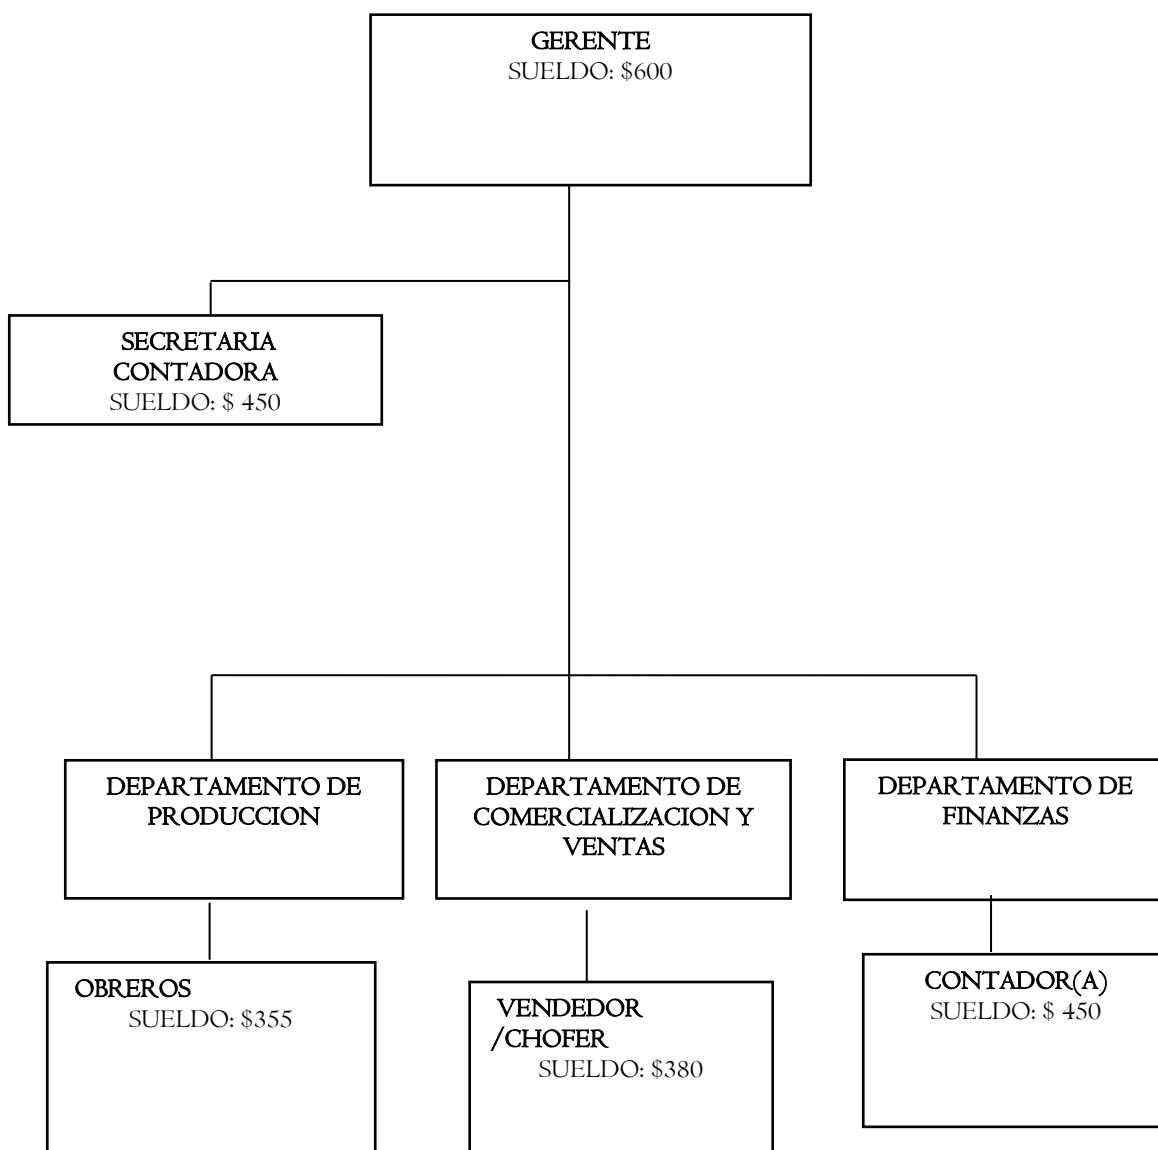 GERENTE
SUELDO: $600
SECRETARIA
CONTADORA
SUELDO: $ 450
DEPARTAMENTO DE
PRODUCCION
DEPARTAMENTO DE
COMERCIALIZACION Y
VENTAS
DEPARTAMENTO DE
FINANZAS
OBREROS
SUELDO: $355
VENDEDOR
/CHOFER
SUELDO: $380
CONTADOR(A)
SUELDO: $ 450